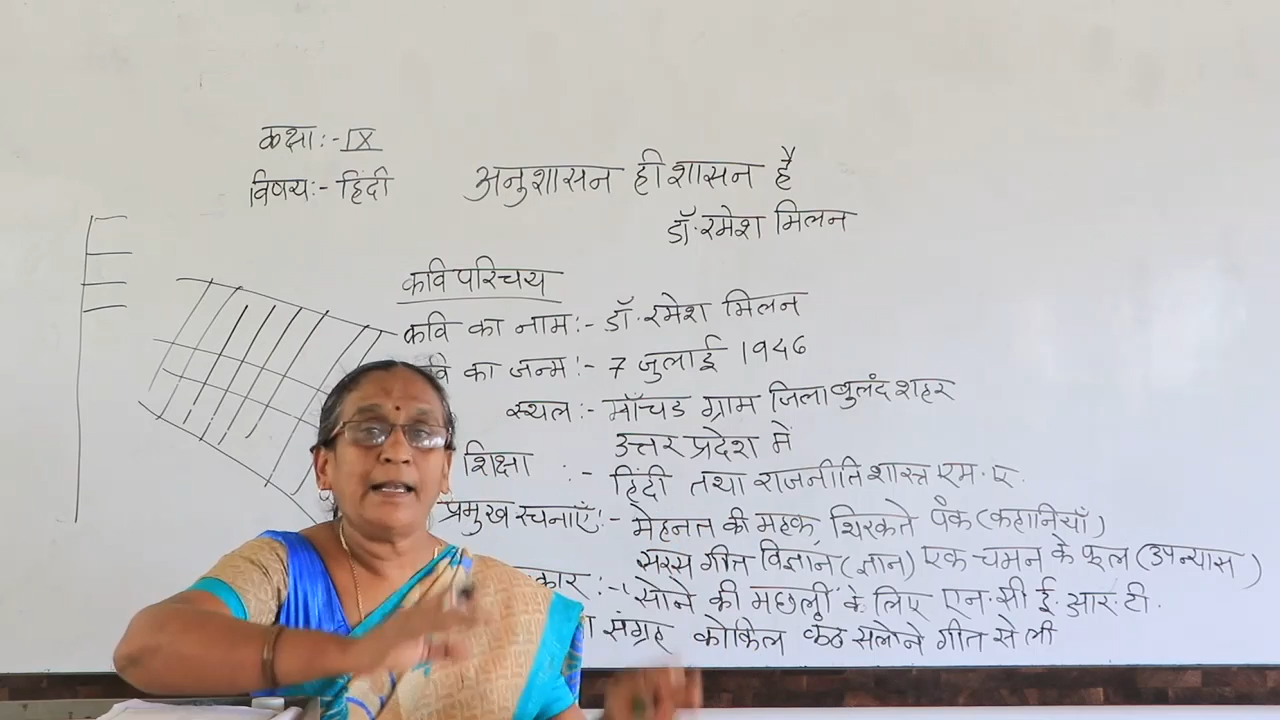 कक्षा :- IX
विषय :- हिंदी
अनुशासन ही शासन है
डॉ. रमेश मिलन
कवि परिचय
कवि का नाम :- डॉ. रमेश मिलन
वि का जन्म :- 7 जुलाई 1946
स्थल :- मॉचड ग्राम जिला बुलंद शहर
उत्तर प्रदेश में
शिक्षा :- हिंदी तथा राजनीति शास्त्र एम. ए.
प्रमुख रचनाएँ :- मेहनत की महक, थिरकते पंक (कहानियाँ)
सरस गीत विज्ञान (ज्ञान) एक चमन के फूल (उपन्यास)
कार :- 'सोने की मछली' के लिए एन. सी ई. आर. टी.
संग्रह कोकिल कंठ सलोने गीत से ली